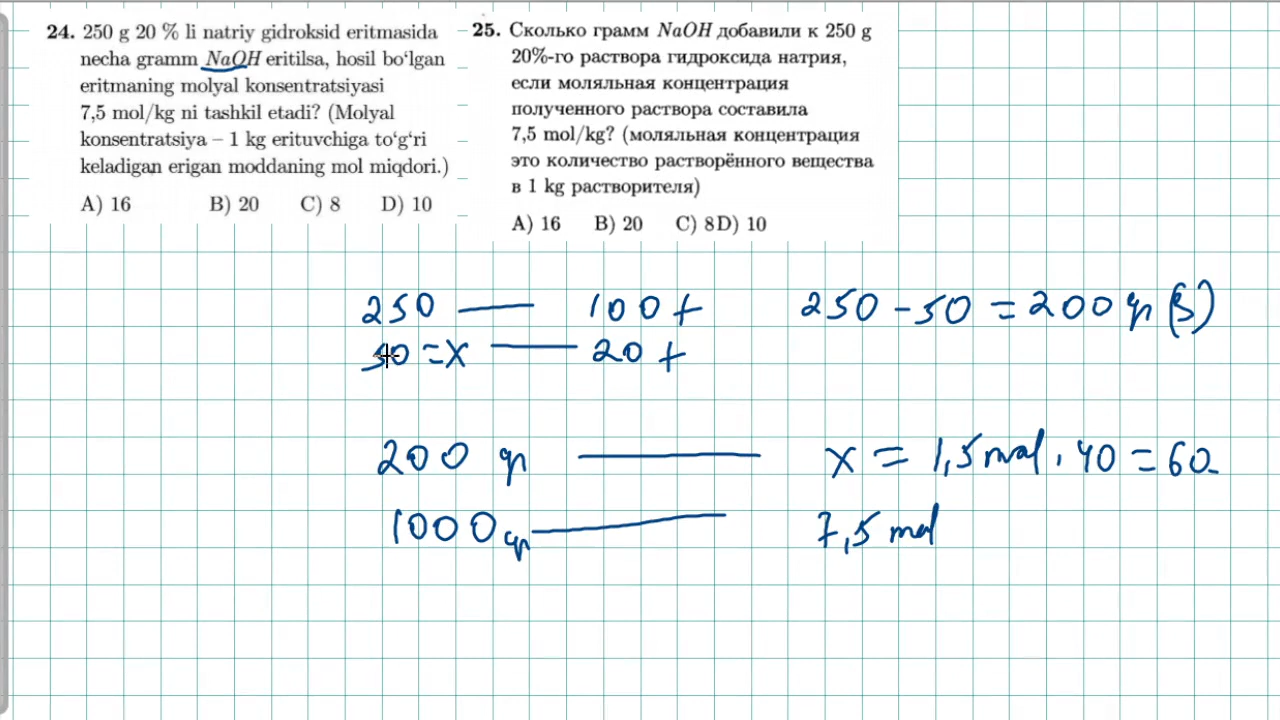 24. 250 g 20 % li natriy gidroksid eritmasida
necha gramm NaOH eritilsa, hosil bo‘lgan
eritmaning molyal konsentratsiyasi
7,5 mol/kg ni tashkil etadi? (Molyal
konsentratsiya – 1 kg erituvchiga to‘g‘ri
keladigan erigan moddaning mol miqdori.)
A) 16 B) 20 C) 8 D) 10
25. Сколько грамм NaOH добавили к 250 g
20%-го раствора гидроксида натрия,
если моляльная концентрация
полученного раствора составила
7,5 mol/kg? (моляльная концентрация
это количество растворённого вещества
в 1 kg растворителя)
A) 16 B) 20 C) 8 D) 10
250 — 100 +
250 - 50 = 200 gr (s)
50 = x — 20 +
200 gr — x = 1,5 mol . 40 = 60
1000 gr — 7,5 mol